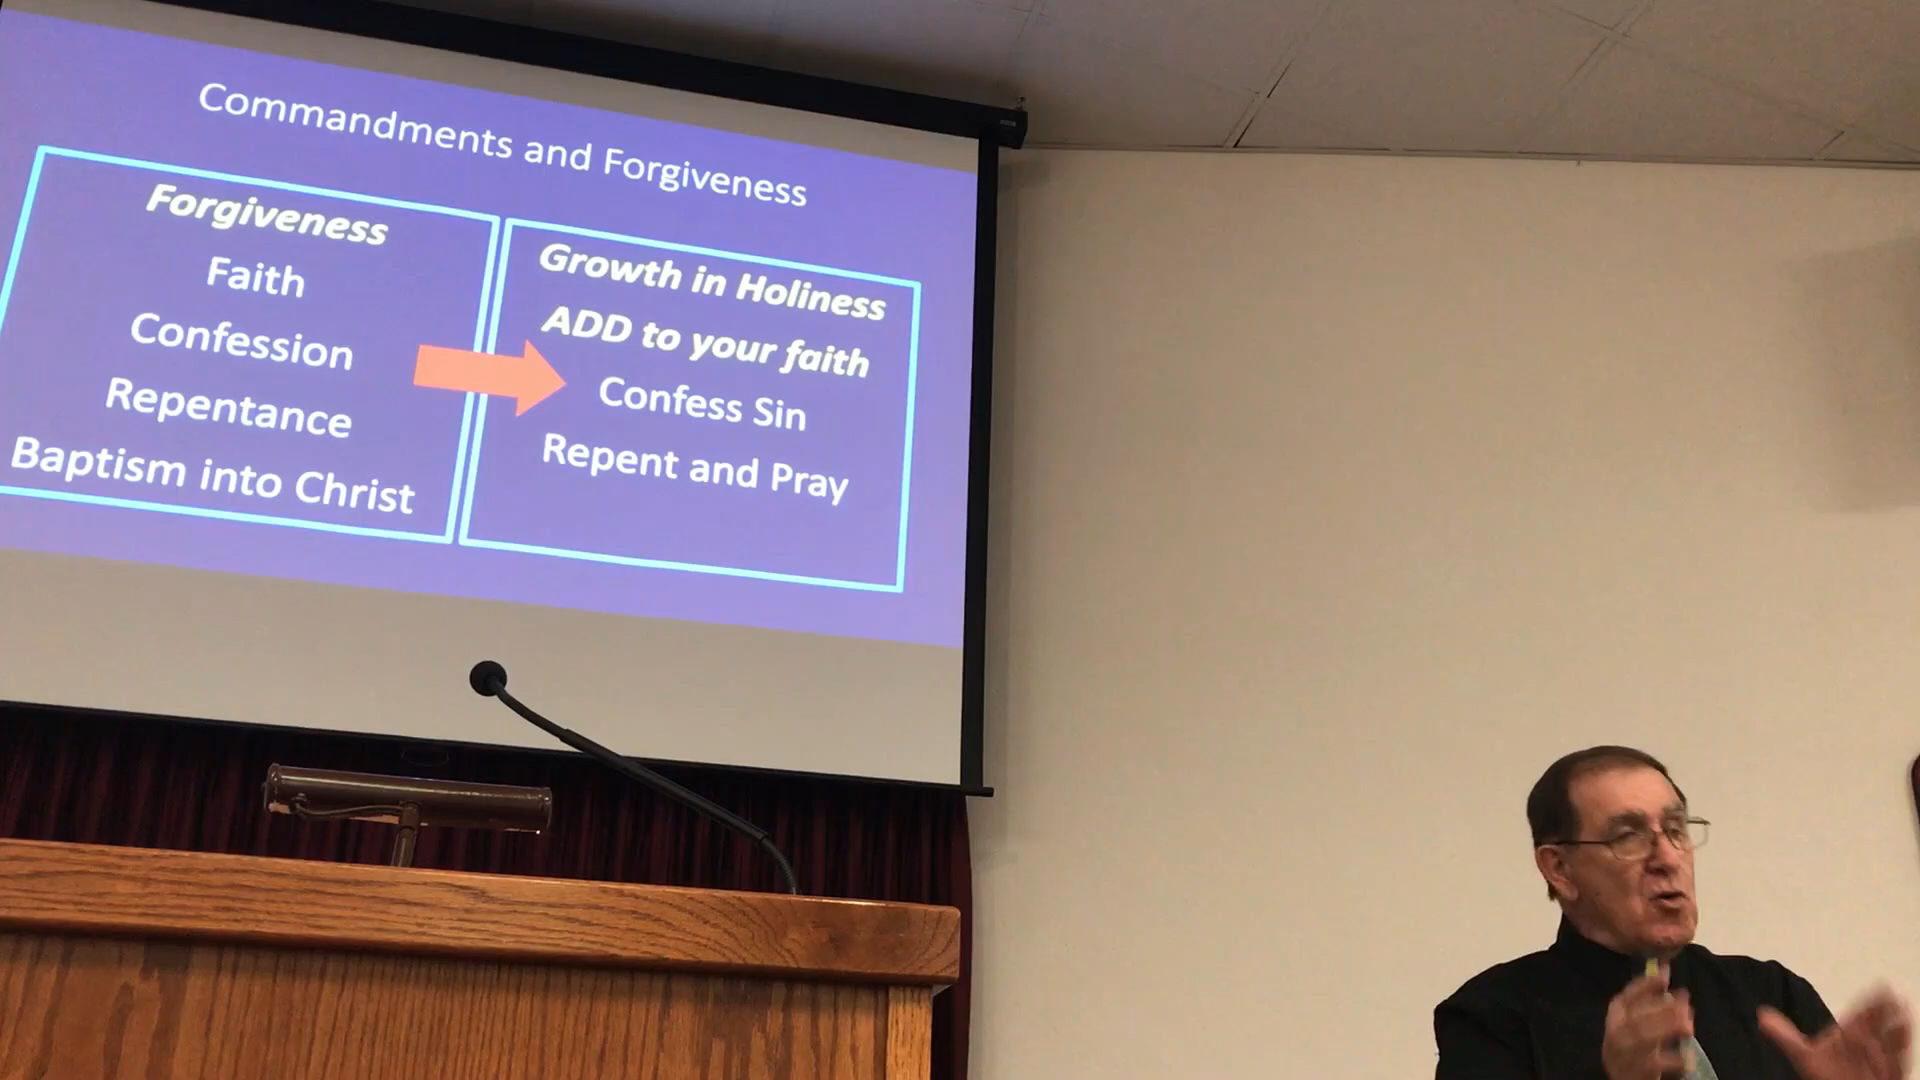 Commandments and Forgiveness
Forgiveness
Faith
Confession
Repentance
Baptism into Christ
Growth in Holiness
ADD to your faith
Confess Sin
Repent and Pray